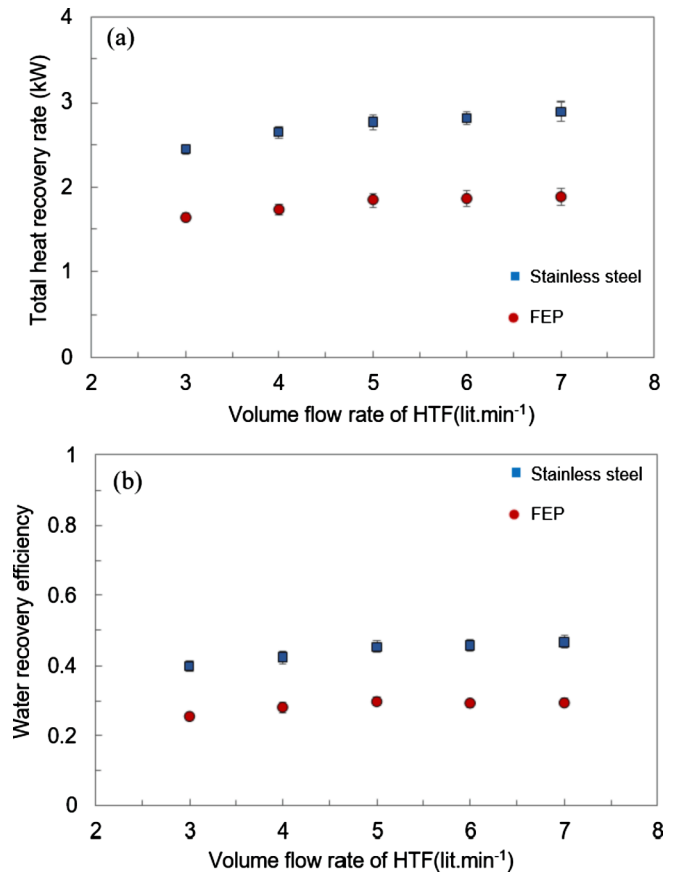 (a)
Total heat recovery rate (kW)
4
3
2
1
0
Stainless steel
FEP
2 3 4 5 6 7 8
Volume flow rate of HTF(lit.min-1)
(b)
Water recovery efficiency
1
0.8
0.6
0.4
0.2
0
Stainless steel
FEP
2 3 4 5 6 7 8
Volume flow rate of HTF(lit.min-1)